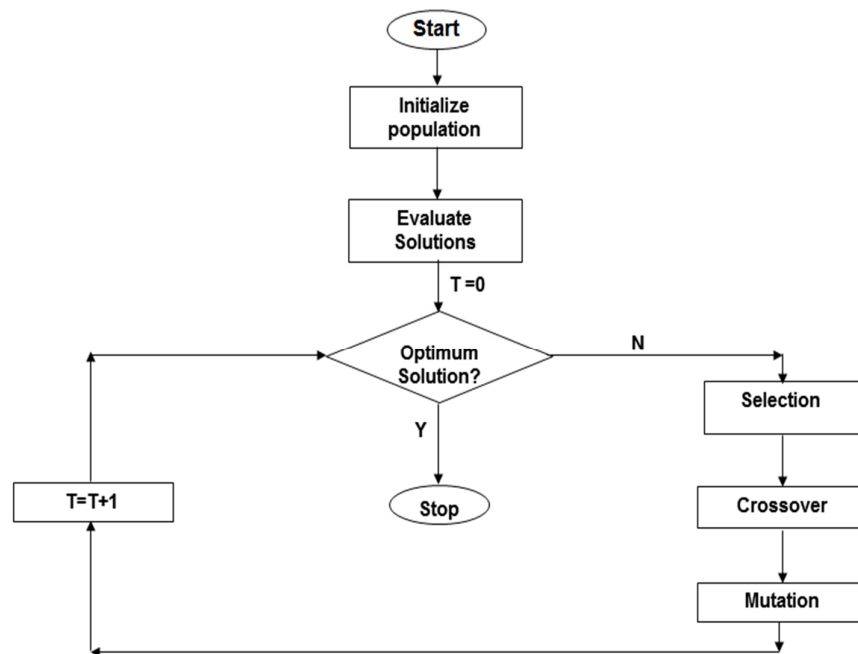 Start
Initialize
population
Evaluate
Solutions
T =0
Optimum
Solution?
N
Selection
Y
T=T+1
Stop
Crossover
Mutation